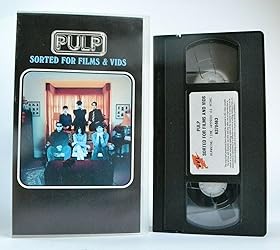 PULP
SORTED FOR FILMS & VIDS
PULP
SORTED FOR FILMS AND VIDS